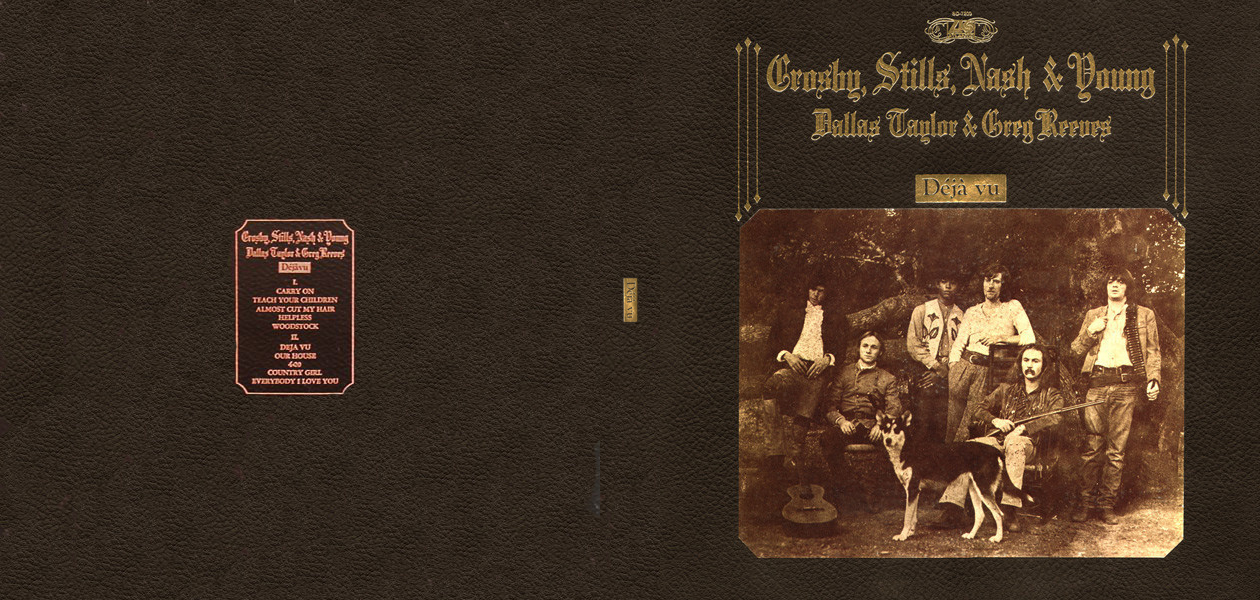 Crosby, Stills, Nash & Young
Dallas Taylor & Greg Reeves
Déjà vu
I.
CARRY ON
TEACH YOUR CHILDREN
ALMOST CUT MY HAIR
HELPLESS
WOODSTOCK
II.
DEJA VU
OUR HOUSE
4+20
COUNTRY GIRL
EVERYBODY I LOVE YOU
Déjà vu
SD-7200
Crosby, Stills, Nash & Young
Dallas Taylor & Greg Reeves
Déjà vu